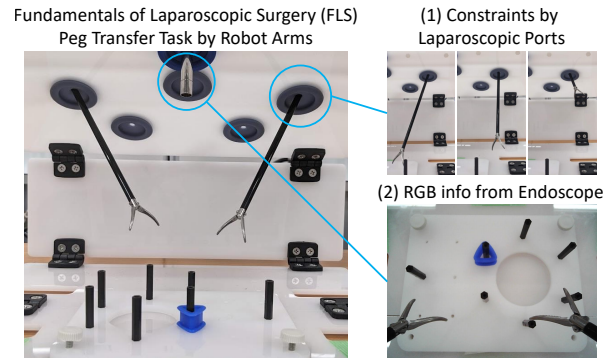 Fundamentals of Laparoscopic Surgery (FLS)
Peg Transfer Task by Robot Arms
(1) Constraints by
Laparoscopic Ports
(2) RGB info from Endoscope